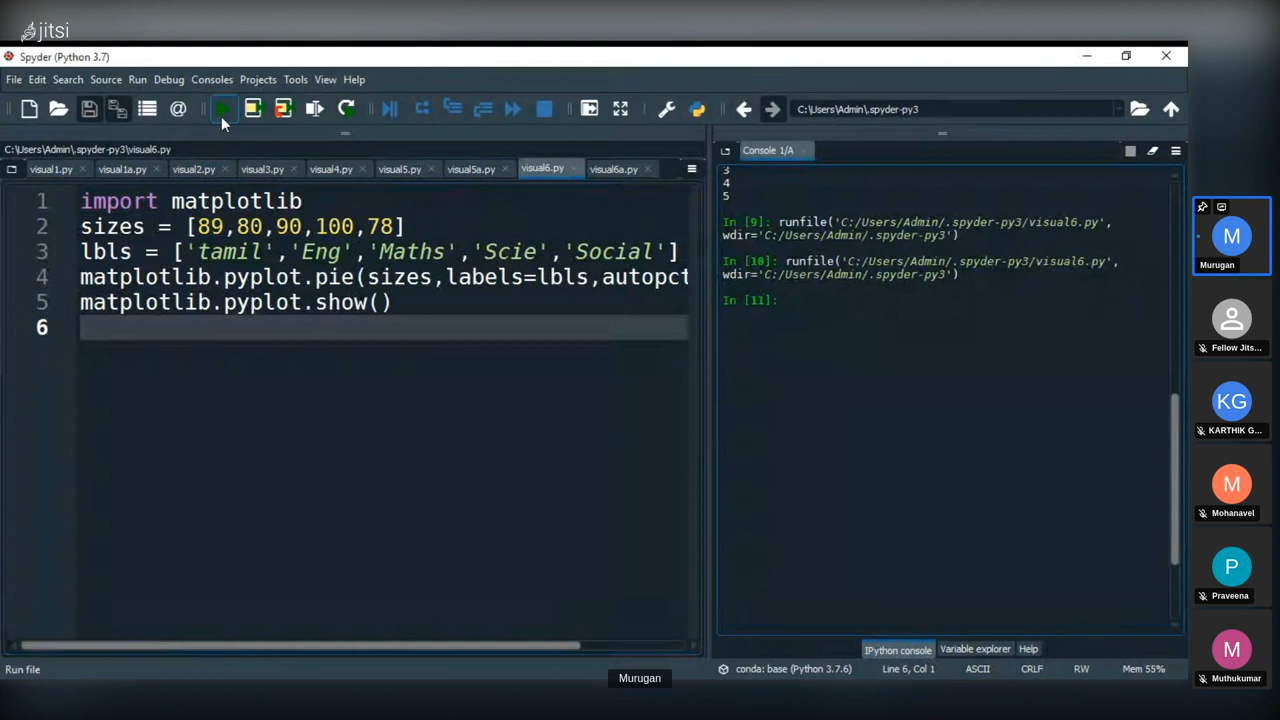 jitsi
Spyder (Python 3.7)
File Edit Search Source Run Debug Consoles Projects Tools View Help
C:\Users\Admin\.spyder-py3
C:\Users\Admin\.spyder-py3\visual6.py
visual1.py visual1a.py visual2.py visual3.py visual4.py visual5.py visual5a.py visual6.py visual6a.py
1 import matplotlib
2 sizes = [89,80,90,100,78]
3 lbls = ['tamil','Eng','Maths','Scie','Social']
4 matplotlib.pyplot.pie(sizes,labels=lbls,autopct
5 matplotlib.pyplot.show()
6
Console 1/A
3
4
5
In [9]: runfile('C:/Users/Admin/.spyder-py3/visual6.py',
wdir='C:/Users/Admin/.spyder-py3')
In [10]: runfile('C:/Users/Admin/.spyder-py3/visual6.py',
wdir='C:/Users/Admin/.spyder-py3')
In [11]:
IPython console Variable explorer Help
Run file
conda: base (Python 3.7.6) Line 6, Col 1 ASCII CRLF RW Mem 55%
Murugan
M
Murugan
Fellow Jits...
KG
KARTHIK G...
M
Mohanavel
P
Praveena
M
Muthukumar